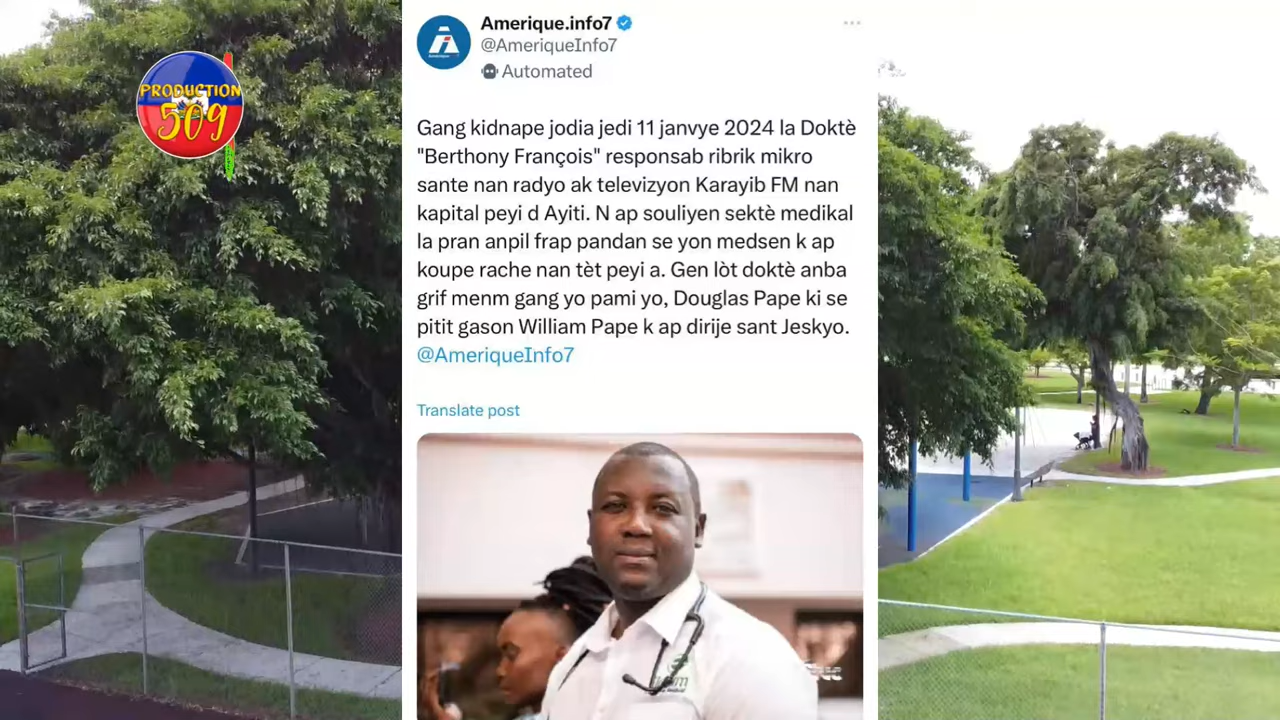 PRODUCTION
509
Amerique.info7
@AmeriqueInfo7
Automated
Gang kidnape jodia jedi 11 janvye 2024 la Doktè
"Berthony François" responsab ribrik mikro
sante nan radyo ak televizyon Karayib FM nan
kapital peyi d Ayiti. N ap souliyen sektè medikal
la pran anpil frap pandan se yon medsen k ap
koupe rache nan tèt peyi a. Gen lòt doktè anba
grif menm gang yo pami yo, Douglas Pape ki se
pitit gason William Pape k ap dirije sant Jeskyo.
@AmeriqueInfo7
Translate post